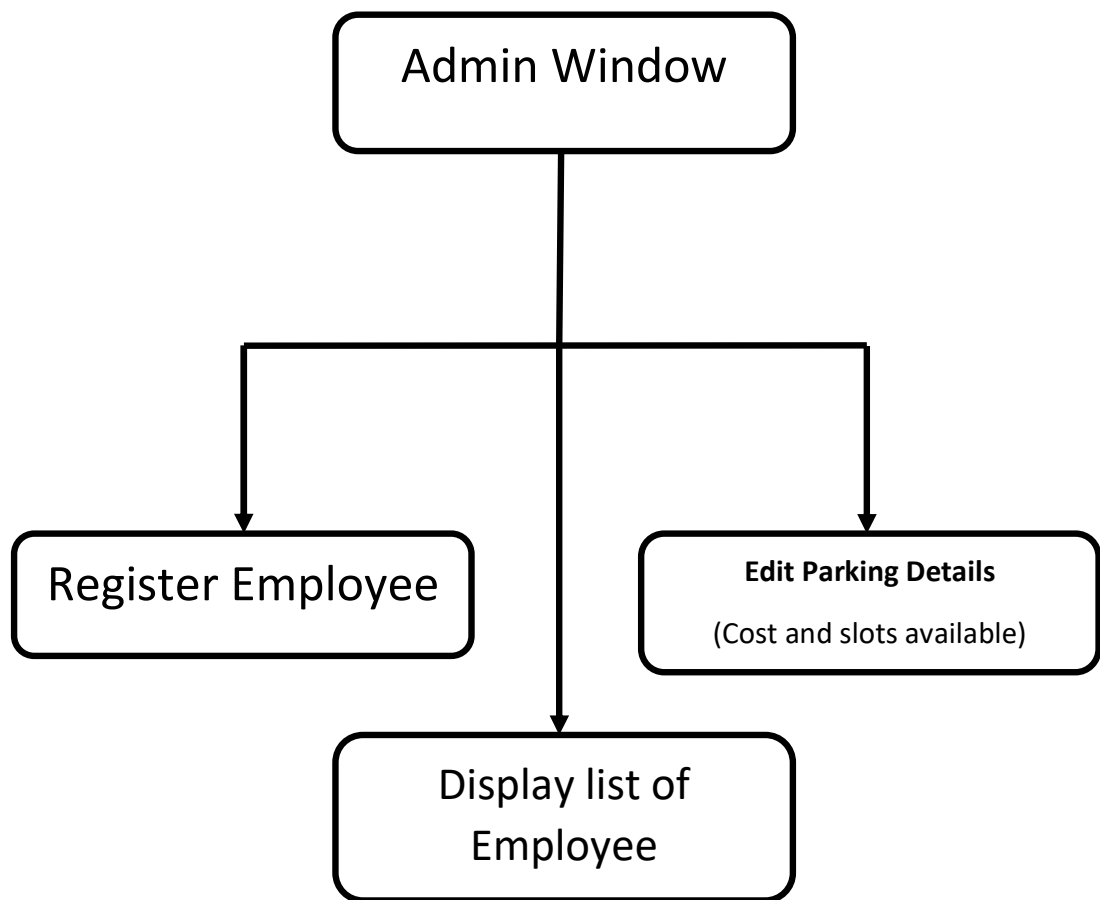 Admin Window
Register Employee
Edit Parking Details
(Cost and slots available)
Display list of
Employee